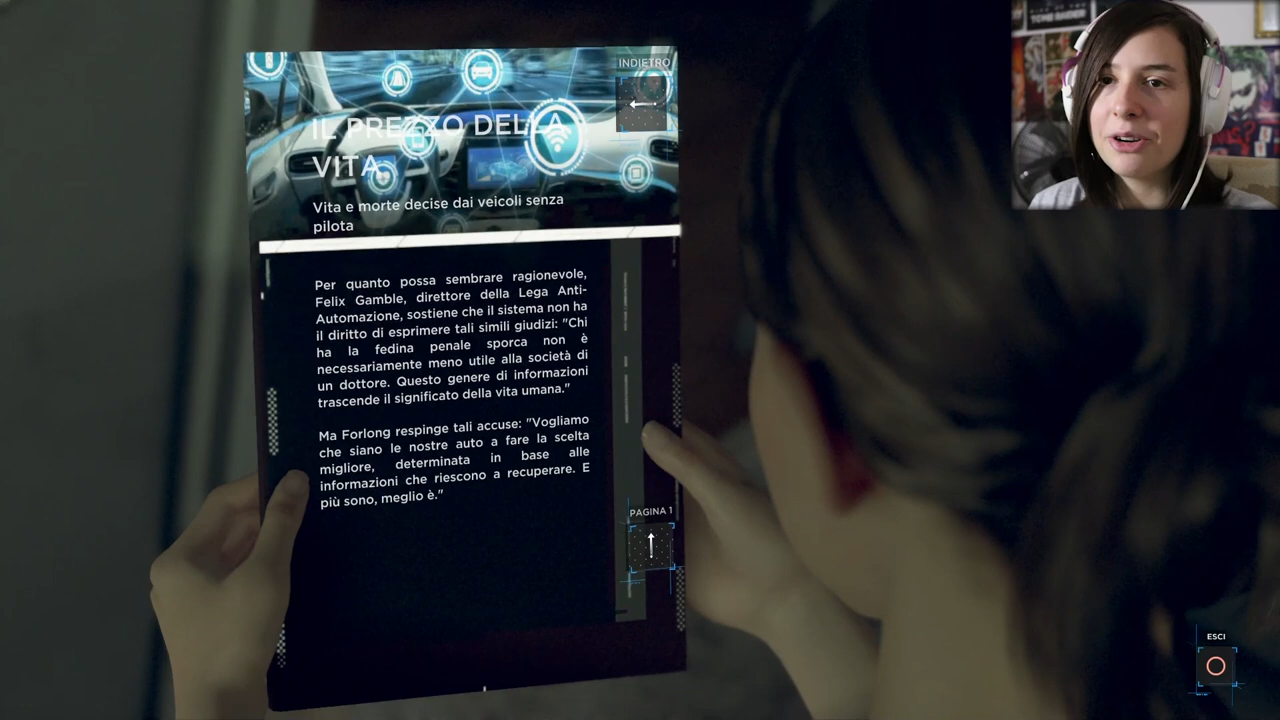 TOMB RAIDER
INDIETRO
IL PREZZO DELLA
VITA
Vita e morte decise dai veicoli senza
pilota
Per quanto possa sembrare ragionevole,
Felix Gamble, direttore della Lega Anti-
Automazione, sostiene che il sistema non ha
il diritto di esprimere tali simili giudizi: "Chi
ha la fedina penale sporca non è
necessariamente meno utile alla società di
un dottore. Questo genere di informazioni
trascende il significato della vita umana."
Ma Forlong respinge tali accuse: "Vogliamo
che siano le nostre auto a fare la scelta
migliore, determinata in base alle
informazioni che riescono a recuperare. E
più sono, meglio è."
PAGINA 1
ESCI